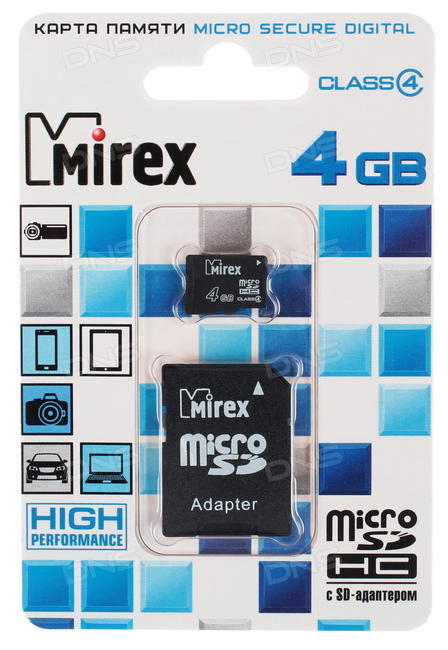 КАРТА ПАМЯТИ MICRO SECURE DIGITAL
CLASS 4
Mirex
4 GB
Mirex
micro SD HC
4 GB CLASS 4
Mirex
micro
SD
Adapter
HIGH
PERFORMANCE
micro
SD
HC
с SD-адаптером
DNS